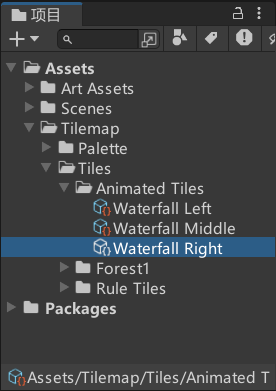 项目
Assets
Art Assets
Scenes
Tilemap
Palette
Tiles
Animated Tiles
Waterfall Left
Waterfall Middle
Waterfall Right
Forest1
Rule Tiles
Packages
Assets/Tilemap/Tiles/Animated T